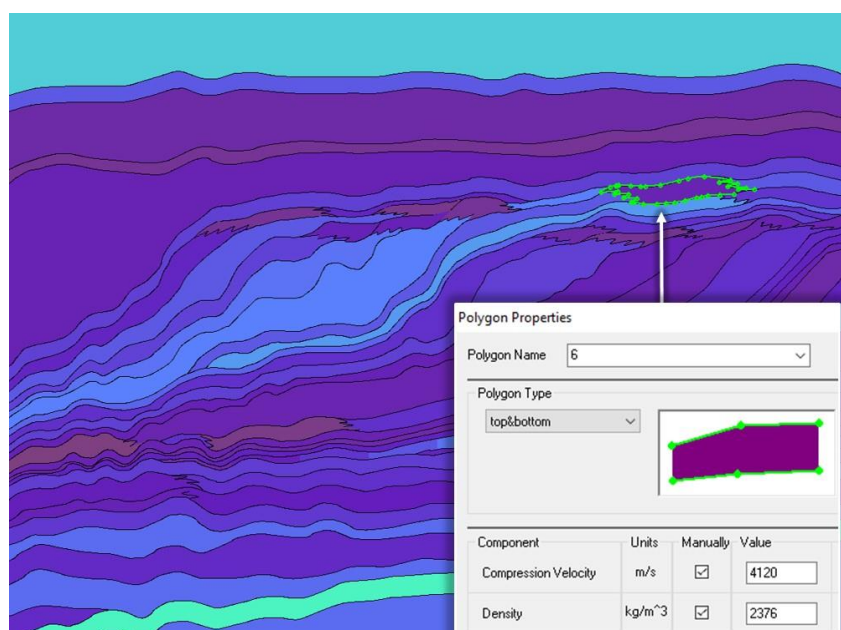 Polygon Properties
Polygon Name 6
Polygon Type
top&bottom
Component Units Manually Value
Compression Velocity m/s 4120
Density kg/m^3 2376